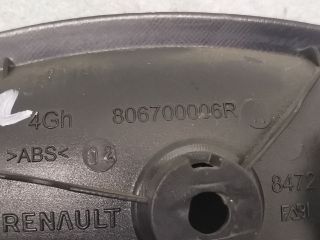 4Gh 806700006R
>ABS<
8472
RENAULT